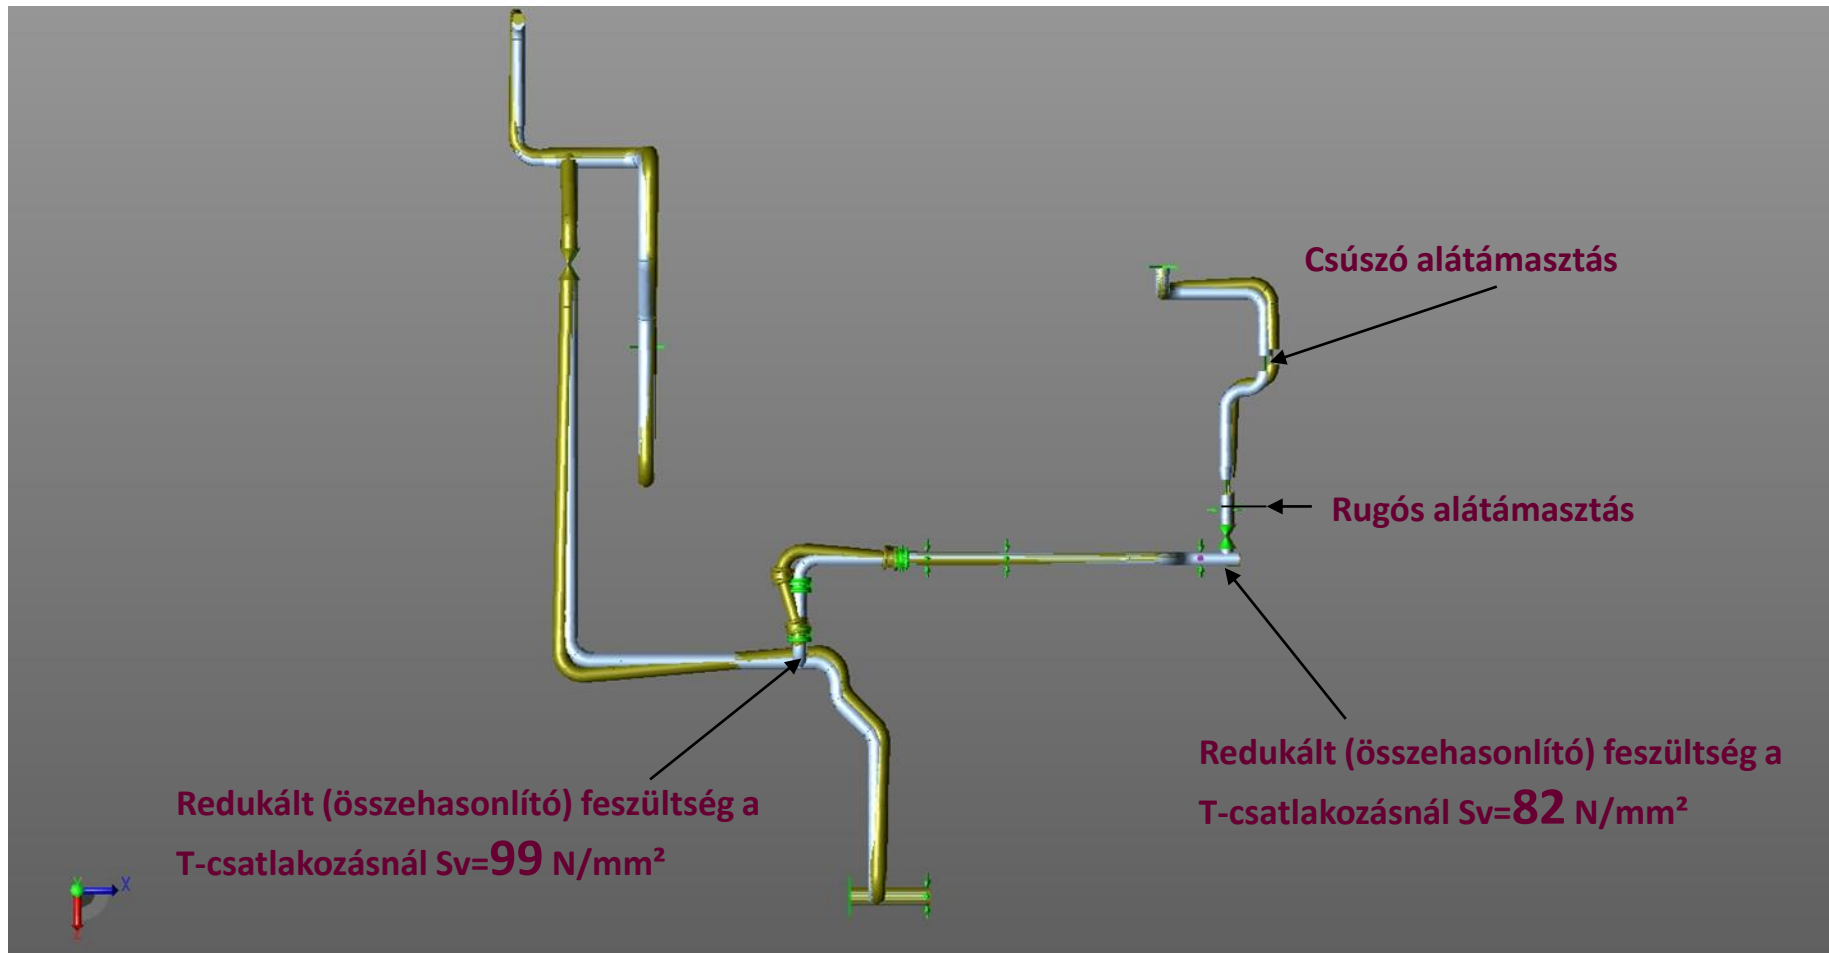 Csúszó alátámasztás
Rugós alátámasztás
Redukált (összehasonlító) feszültség a
T-csatlakozásnál Sv=82 N/mm²
Redukált (összehasonlító) feszültség a
T-csatlakozásnál Sv=99 N/mm²
Y
X
Z